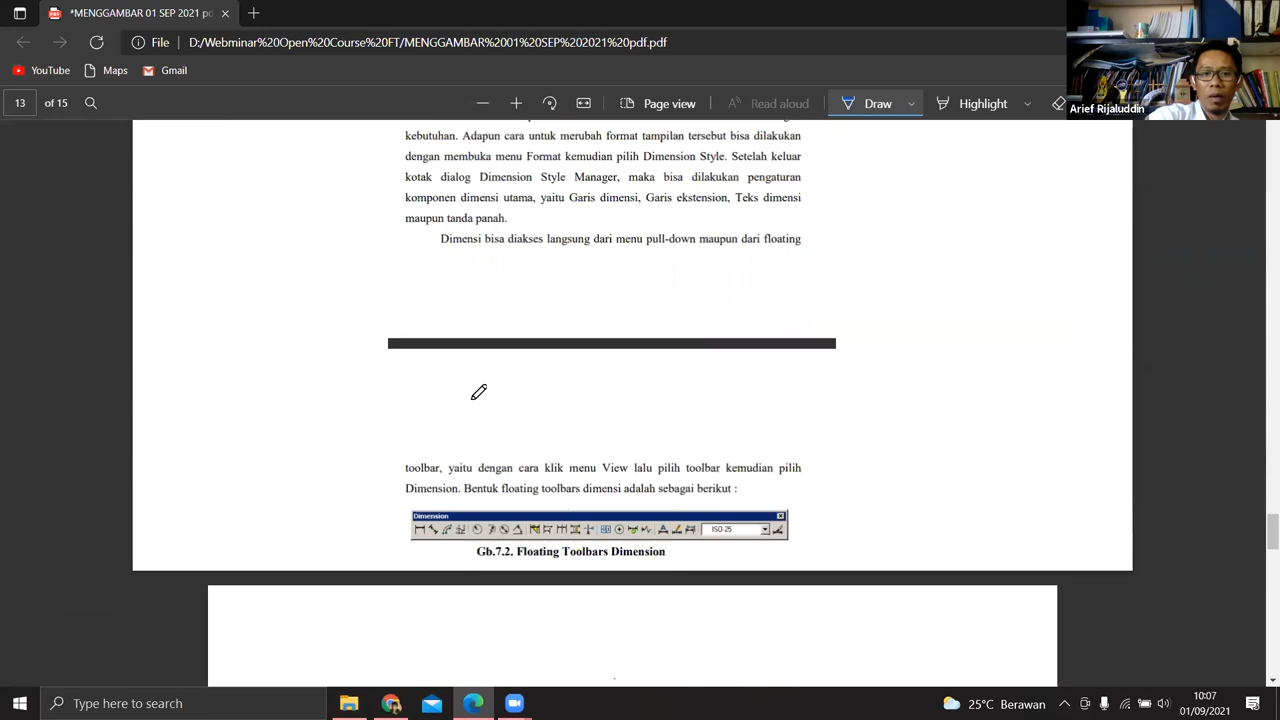 *MENGGAMBAR 01 SEP 2021 pd
File D:/Webminar%20Open%20Course%20FT/MENGGAMBAR%2001%20SEP%202021%20pdf.pdf
YouTube Maps Gmail
13 of 15 Page view Read aloud Draw Highlight
Arief Rijaluddin
kebutuhan. Adapun cara untuk merubah format tampilan tersebut bisa dilakukan
dengan membuka menu Format kemudian pilih Dimension Style. Setelah keluar
kotak dialog Dimension Style Manager, maka bisa dilakukan pengaturan
komponen dimensi utama, yaitu Garis dimensi, Garis ekstension, Teks dimensi
maupun tanda panah.
Dimensi bisa diakses langsung dari menu pull-down maupun dari floating
toolbar, yaitu dengan cara klik menu View lalu pilih toolbar kemudian pilih
Dimension. Bentuk floating toolbars dimensi adalah sebagai berikut :
Dimension
ISO-25
Gb.7.2. Floating Toolbars Dimension
Type here to search
25°C Berawan
10:07
01/09/2021